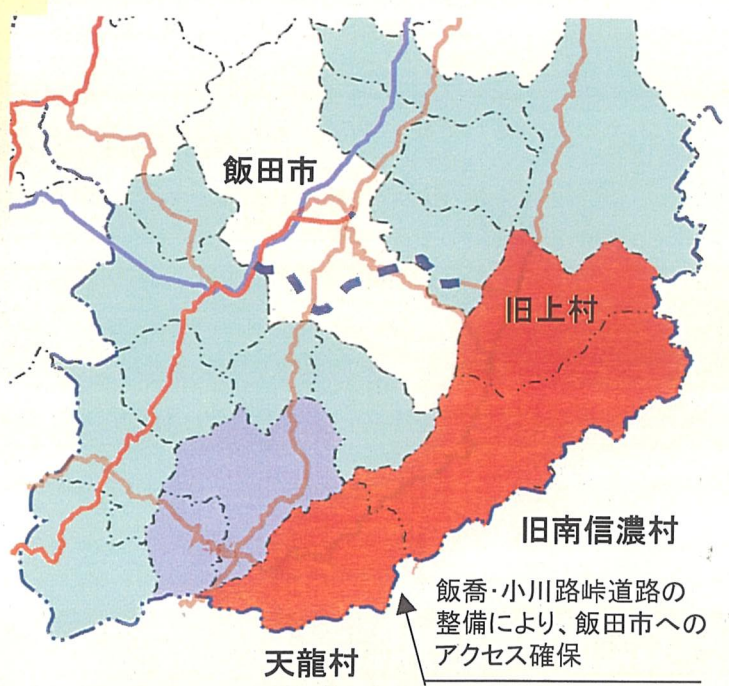 飯田市
旧上村
旧南信濃村
飯喬・小川路峠道路の
整備により、飯田市への
アクセス確保
天龍村